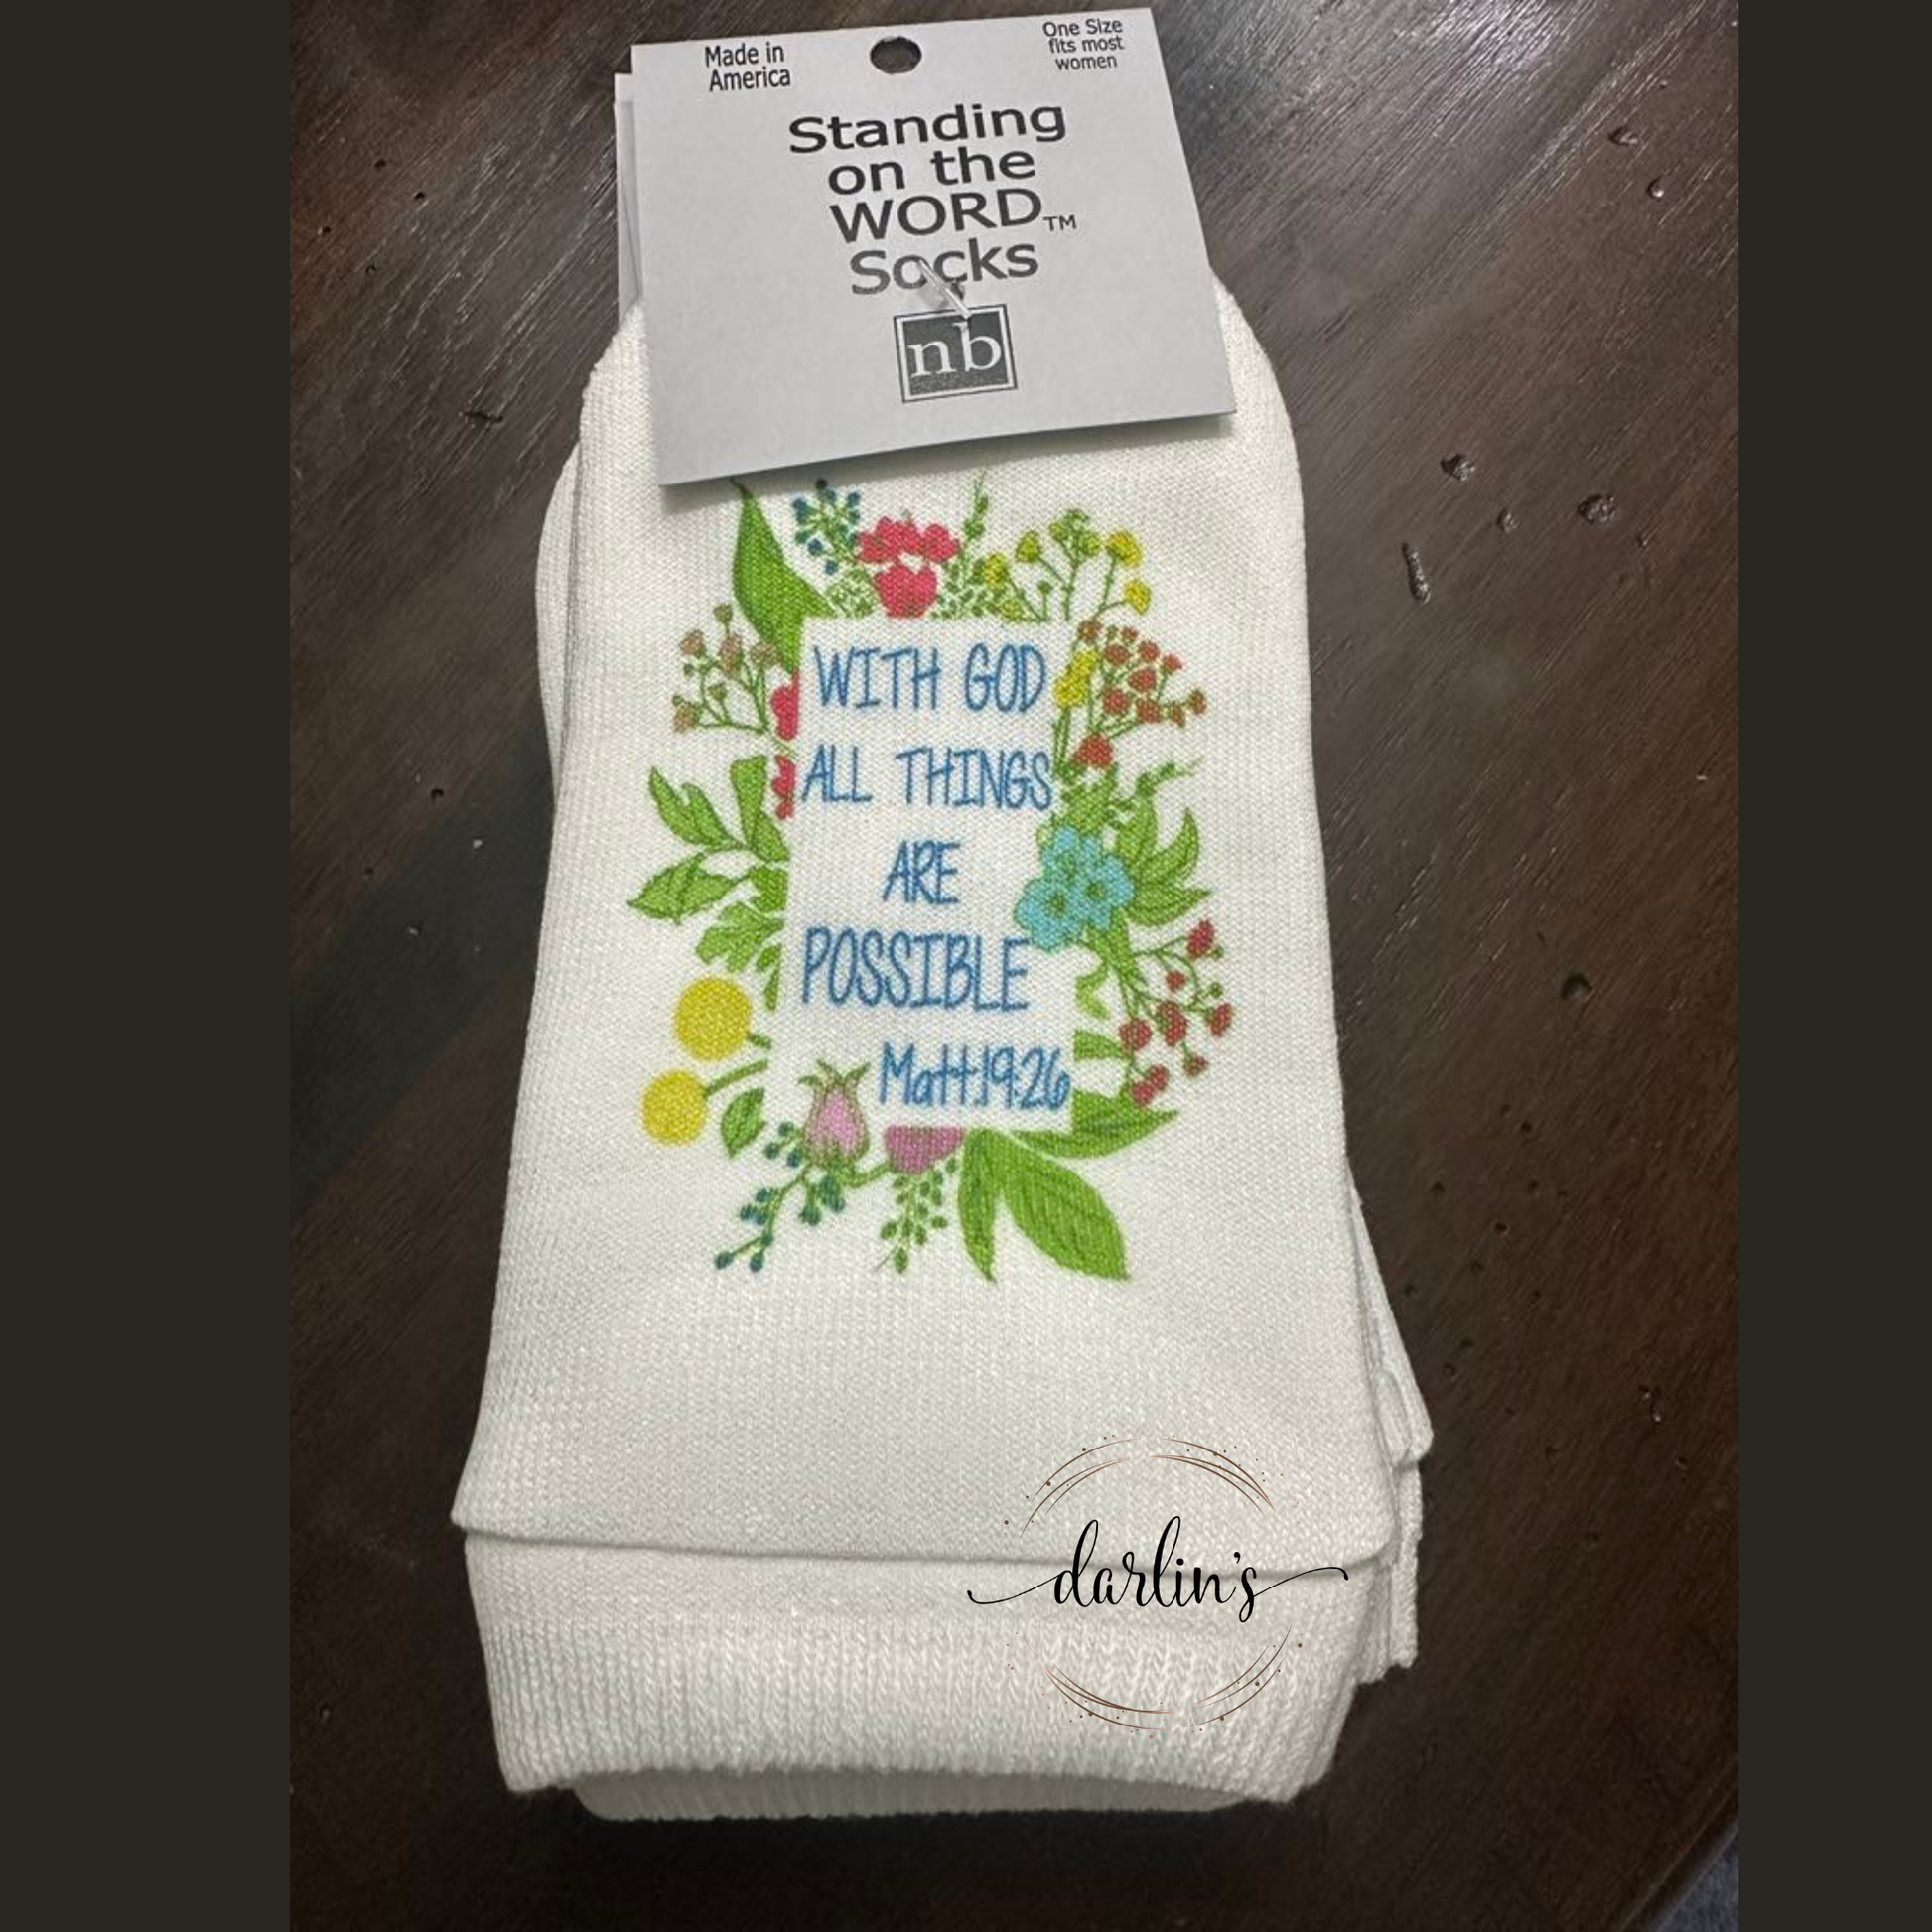 Made in
America
One Size
fits most
women
Standing
on the
WORD™
Socks
nb
WITH GOD
ALL THINGS
ARE
POSSIBLE
Matt.19:26
darlin's